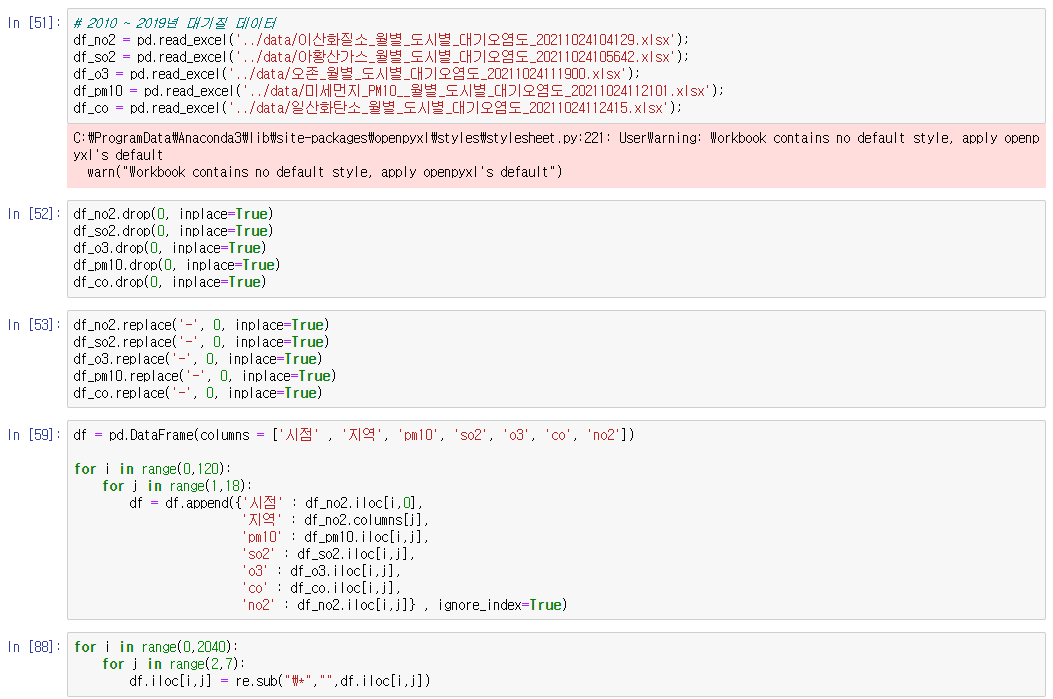 In [51]:
# 2010 ~ 2019년 대기질 데이터
df_no2 = pd.read_excel('../data/이산화질소_월별_도시별_대기오염도_20211024104129.xlsx');
df_so2 = pd.read_excel('../data/아황산가스_월별_도시별_대기오염도_20211024105642.xlsx');
df_o3 = pd.read_excel('../data/오존_월별_도시별_대기오염도_20211024111900.xlsx');
df_pm10 = pd.read_excel('../data/미세먼지_PM10__월별_도시별_대기오염도_20211024112101.xlsx');
df_co = pd.read_excel('../data/일산화탄소_월별_도시별_대기오염도_20211024112415.xlsx');
C:₩ProgramData₩Anaconda3₩lib₩site-packages₩openpyxl₩styles₩stylesheet.py:221: UserWarning: Workbook contains no default style, apply openp
yxl's default
  warn("Workbook contains no default style, apply openpyxl's default")
In [52]:
df_no2.drop(0, inplace=True)
df_so2.drop(0, inplace=True)
df_o3.drop(0, inplace=True)
df_pm10.drop(0, inplace=True)
df_co.drop(0, inplace=True)
In [53]:
df_no2.replace('-', 0, inplace=True)
df_so2.replace('-', 0, inplace=True)
df_o3.replace('-', 0, inplace=True)
df_pm10.replace('-', 0, inplace=True)
df_co.replace('-', 0, inplace=True)
In [59]:
df = pd.DataFrame(columns = ['시점' , '지역', 'pm10', 'so2', 'o3', 'co', 'no2'])
for i in range(0,120):
    for j in range(1,18):
        df = df.append({'시점' : df_no2.iloc[i,0],
                        '지역' : df_no2.columns[j],
                        'pm10' : df_pm10.iloc[i,j],
                        'so2' : df_so2.iloc[i,j],
                        'o3' : df_o3.iloc[i,j],
                        'co' : df_co.iloc[i,j],
                        'no2' : df_no2.iloc[i,j]} , ignore_index=True)
In [88]:
for i in range(0,2040):
    for j in range(2,7):
        df.iloc[i,j] = re.sub("₩*","",df.iloc[i,j])